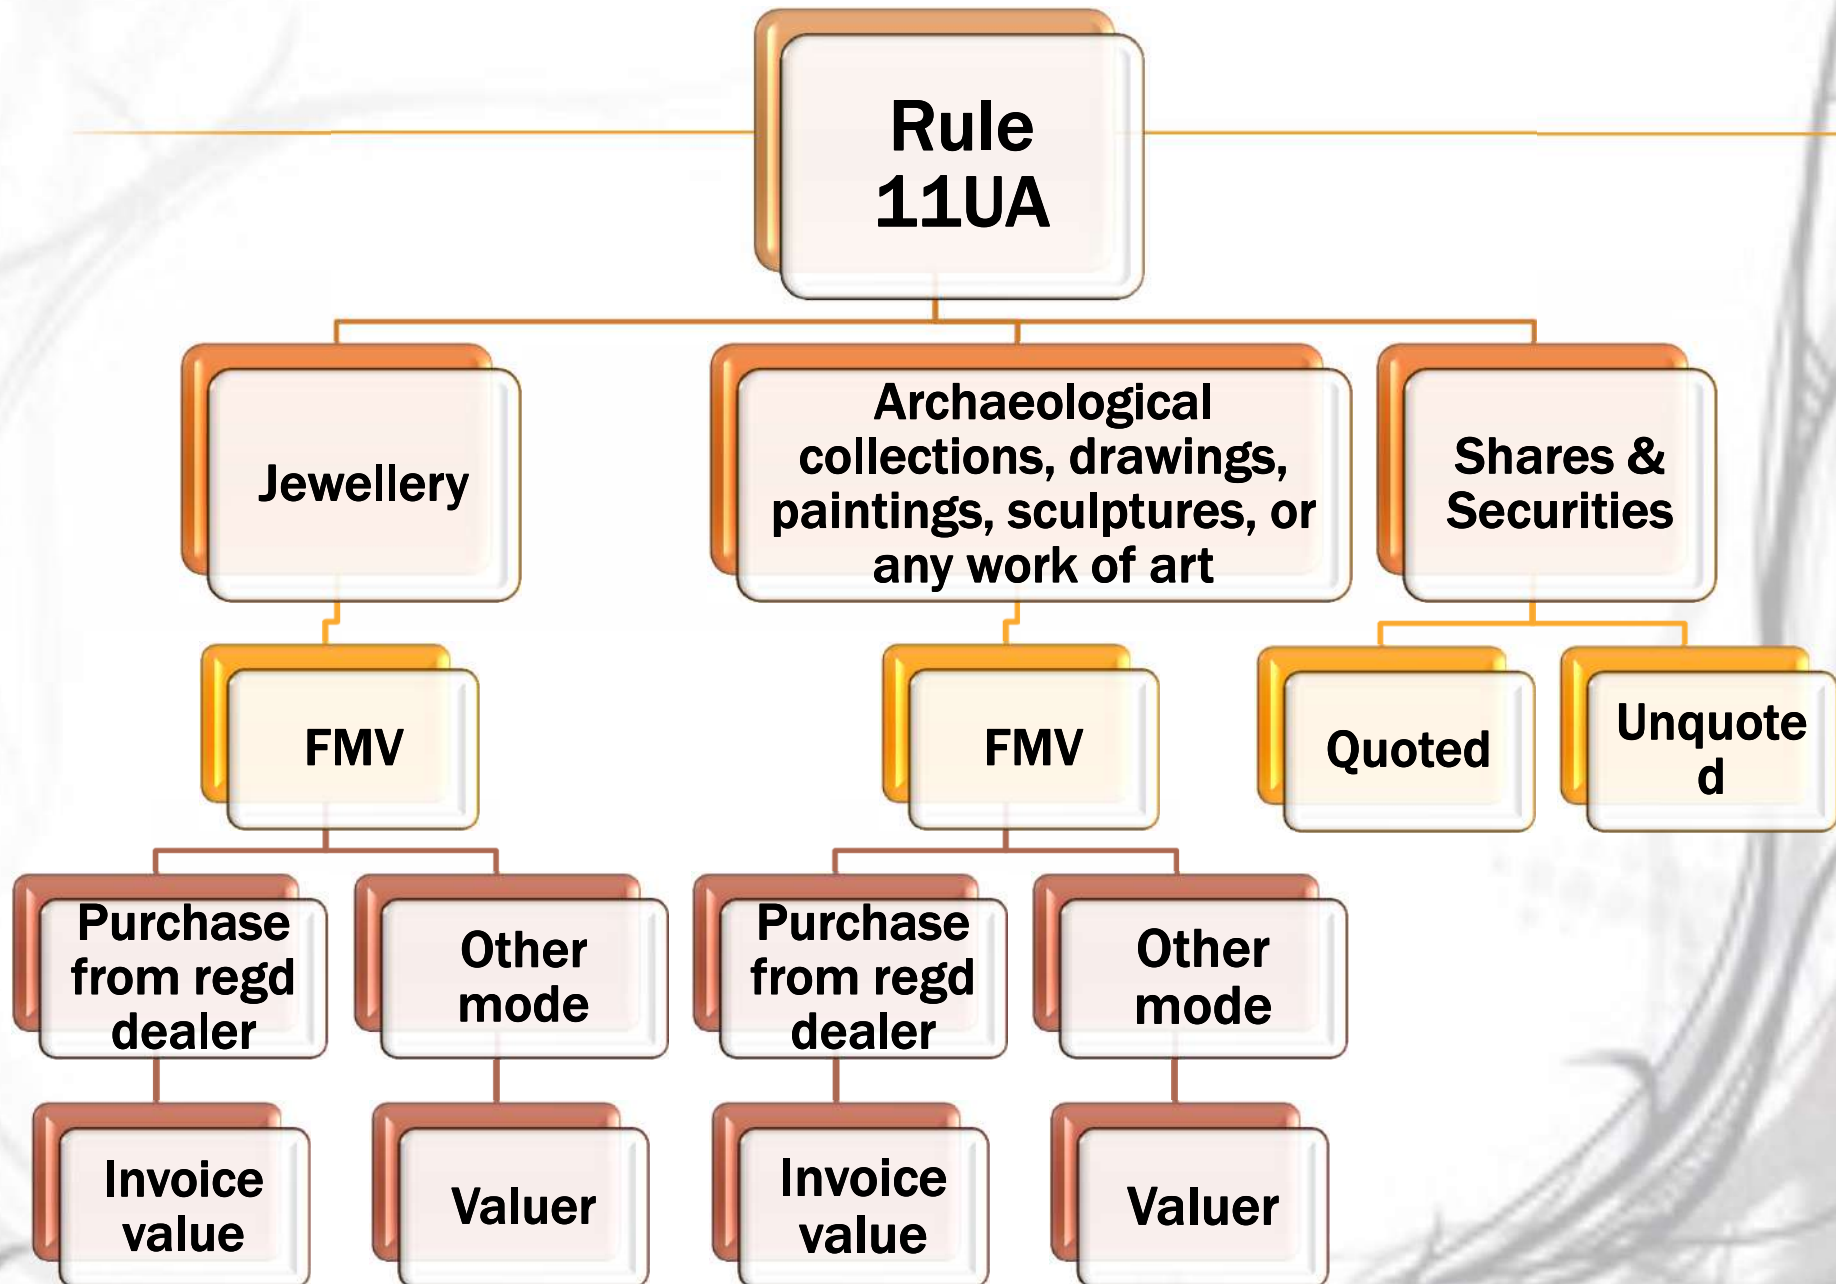 Rule
11UA
Jewellery
Archaeological
collections, drawings,
paintings, sculptures, or
any work of art
Shares &
Securities
FMV
FMV
Quoted
Unquote
d
Purchase
from regd
dealer
Other
mode
Purchase
from regd
dealer
Other
mode
Invoice
value
Valuer
Invoice
value
Valuer